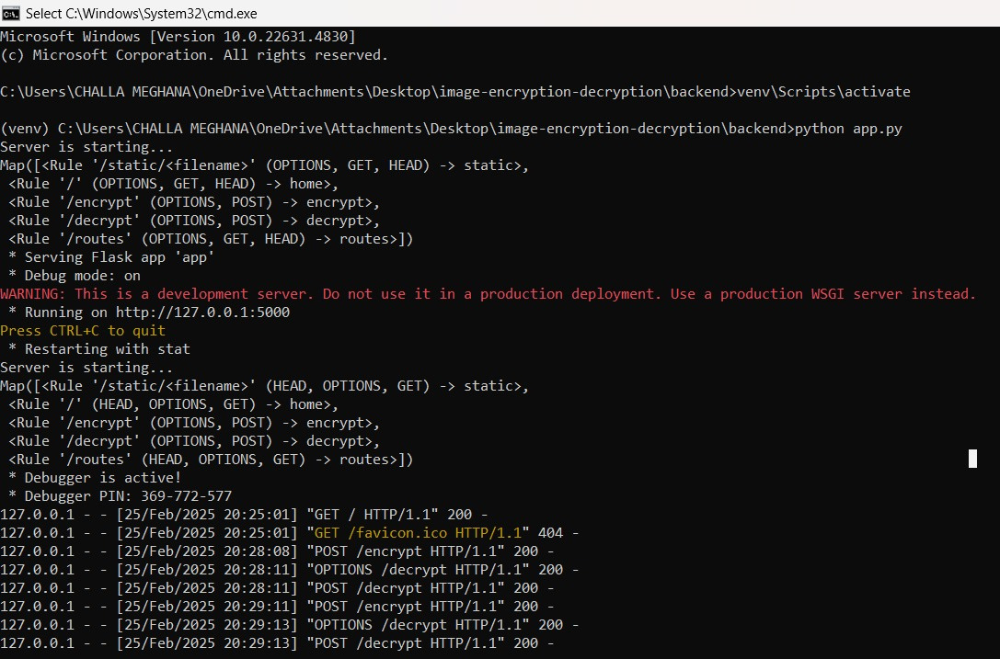 Select C:\Windows\System32\cmd.exe
Microsoft Windows [Version 10.0.22631.4830]
(c) Microsoft Corporation. All rights reserved.
C:\Users\CHALLA MEGHANA\OneDrive\Attachments\Desktop\image-encryption-decryption\backend>venv\Scripts\activate
(venv) C:\Users\CHALLA MEGHANA\OneDrive\Attachments\Desktop\image-encryption-decryption\backend>python app.py
Server is starting...
Map([<Rule '/static/<filename>' (OPTIONS, GET, HEAD) -> static>,
 <Rule '/' (OPTIONS, GET, HEAD) -> home>,
 <Rule '/encrypt' (OPTIONS, POST) -> encrypt>,
 <Rule '/decrypt' (OPTIONS, POST) -> decrypt>,
 <Rule '/routes' (OPTIONS, GET, HEAD) -> routes>])
 * Serving Flask app 'app'
 * Debug mode: on
WARNING: This is a development server. Do not use it in a production deployment. Use a production WSGI server instead.
 * Running on http://127.0.0.1:5000
Press CTRL+C to quit
 * Restarting with stat
Server is starting...
Map([<Rule '/static/<filename>' (HEAD, OPTIONS, GET) -> static>,
 <Rule '/' (HEAD, OPTIONS, GET) -> home>,
 <Rule '/encrypt' (OPTIONS, POST) -> encrypt>,
 <Rule '/decrypt' (OPTIONS, POST) -> decrypt>,
 <Rule '/routes' (HEAD, OPTIONS, GET) -> routes>])
 * Debugger is active!
 * Debugger PIN: 369-772-577
127.0.0.1 - - [25/Feb/2025 20:25:01] "GET / HTTP/1.1" 200 -
127.0.0.1 - - [25/Feb/2025 20:25:01] "GET /favicon.ico HTTP/1.1" 404 -
127.0.0.1 - - [25/Feb/2025 20:28:08] "POST /encrypt HTTP/1.1" 200 -
127.0.0.1 - - [25/Feb/2025 20:28:11] "OPTIONS /decrypt HTTP/1.1" 200 -
127.0.0.1 - - [25/Feb/2025 20:28:11] "POST /decrypt HTTP/1.1" 200 -
127.0.0.1 - - [25/Feb/2025 20:29:11] "POST /encrypt HTTP/1.1" 200 -
127.0.0.1 - - [25/Feb/2025 20:29:13] "OPTIONS /decrypt HTTP/1.1" 200 -
127.0.0.1 - - [25/Feb/2025 20:29:13] "POST /decrypt HTTP/1.1" 200 -